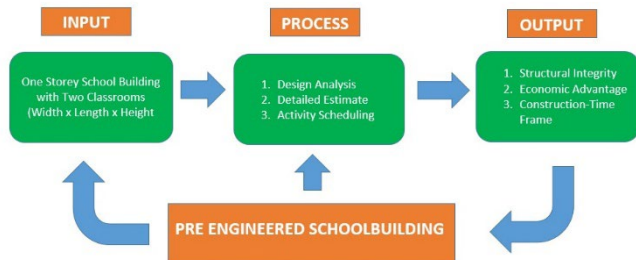 INPUT
PROCESS
OUTPUT
One Storey School Building
with Two Classrooms
(Width x Length x Height
1. Design Analysis
2. Detailed Estimate
3. Activity Scheduling
1. Structural Integrity
2. Economic Advantage
3. Construction-Time
Frame
PRE ENGINEERED SCHOOLBUILDING